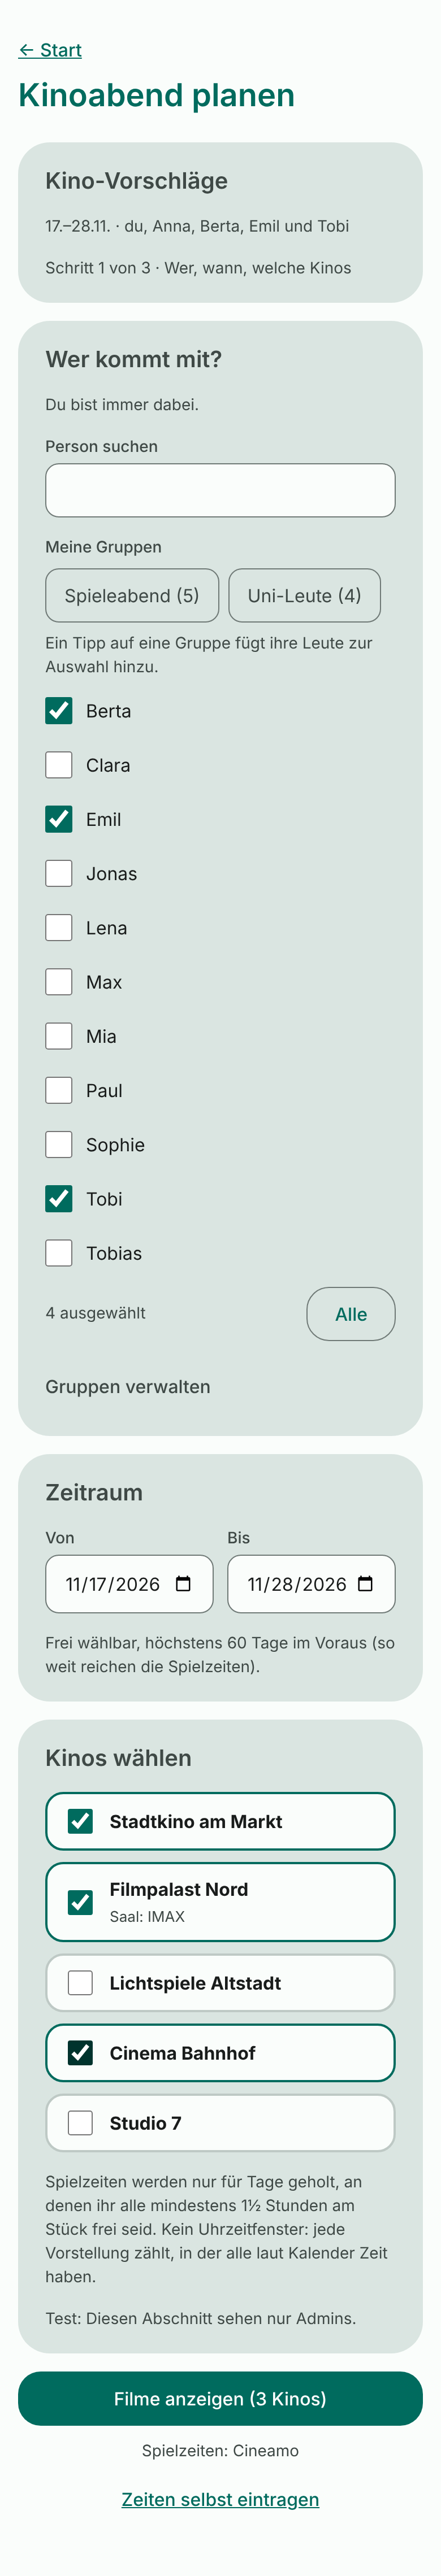 ← Start
Kinoabend planen
Kino-Vorschläge
17.–28.11. · du, Anna, Berta, Emil und Tobi
Schritt 1 von 3 · Wer, wann, welche Kinos
Wer kommt mit?
Du bist immer dabei.
Person suchen
Meine Gruppen
Spieleabend (5)
Uni-Leute (4)
Ein Tipp auf eine Gruppe fügt ihre Leute zur
Auswahl hinzu.
Berta
Clara
Emil
Jonas
Lena
Max
Mia
Paul
Sophie
Tobi
Tobias
4 ausgewählt
Alle
Gruppen verwalten
Zeitraum
Von
Bis
11/17/2026
11/28/2026
Frei wählbar, höchstens 60 Tage im Voraus (so
weit reichen die Spielzeiten).
Kinos wählen
Stadtkino am Markt
Filmpalast Nord
Saal: IMAX
Lichtspiele Altstadt
Cinema Bahnhof
Studio 7
Spielzeiten werden nur für Tage geholt, an
denen ihr alle mindestens 1½ Stunden am
Stück frei seid. Kein Uhrzeitfenster: jede
Vorstellung zählt, in der alle laut Kalender Zeit
haben.
Test: Diesen Abschnitt sehen nur Admins.
Filme anzeigen (3 Kinos)
Spielzeiten: Cineamo
Zeiten selbst eintragen